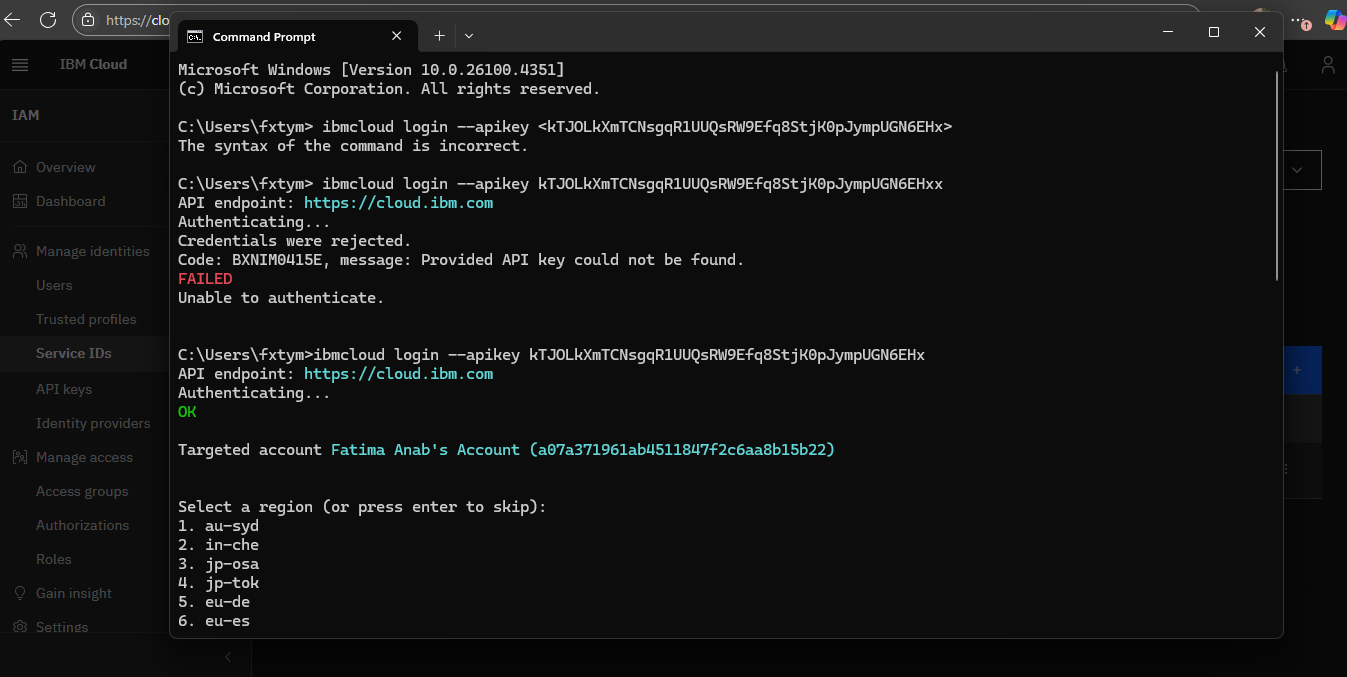 https://clo
Command Prompt
IBM Cloud
IAM
Overview
Dashboard
Manage identities
Users
Trusted profiles
Service IDs
API keys
Identity providers
Manage access
Access groups
Authorizations
Roles
Gain insight
Settings
Microsoft Windows [Version 10.0.26100.4351]
(c) Microsoft Corporation. All rights reserved.
C:\Users\fxtym> ibmcloud login --apikey <kTJOLkXmTCNsgqR1UUQsRW9Efq8StjK0pJympUGN6EHx>
The syntax of the command is incorrect.
C:\Users\fxtym> ibmcloud login --apikey kTJOLkXmTCNsgqR1UUQsRW9Efq8StjK0pJympUGN6EHxx
API endpoint: https://cloud.ibm.com
Authenticating...
Credentials were rejected.
Code: BXNIM0415E, message: Provided API key could not be found.
FAILED
Unable to authenticate.
C:\Users\fxtym>ibmcloud login --apikey kTJOLkXmTCNsgqR1UUQsRW9Efq8StjK0pJympUGN6EHx
API endpoint: https://cloud.ibm.com
Authenticating...
OK
Targeted account Fatima Anab's Account (a07a371961ab4511847f2c6aa8b15b22)
Select a region (or press enter to skip):
1. au-syd
2. in-che
3. jp-osa
4. jp-tok
5. eu-de
6. eu-es